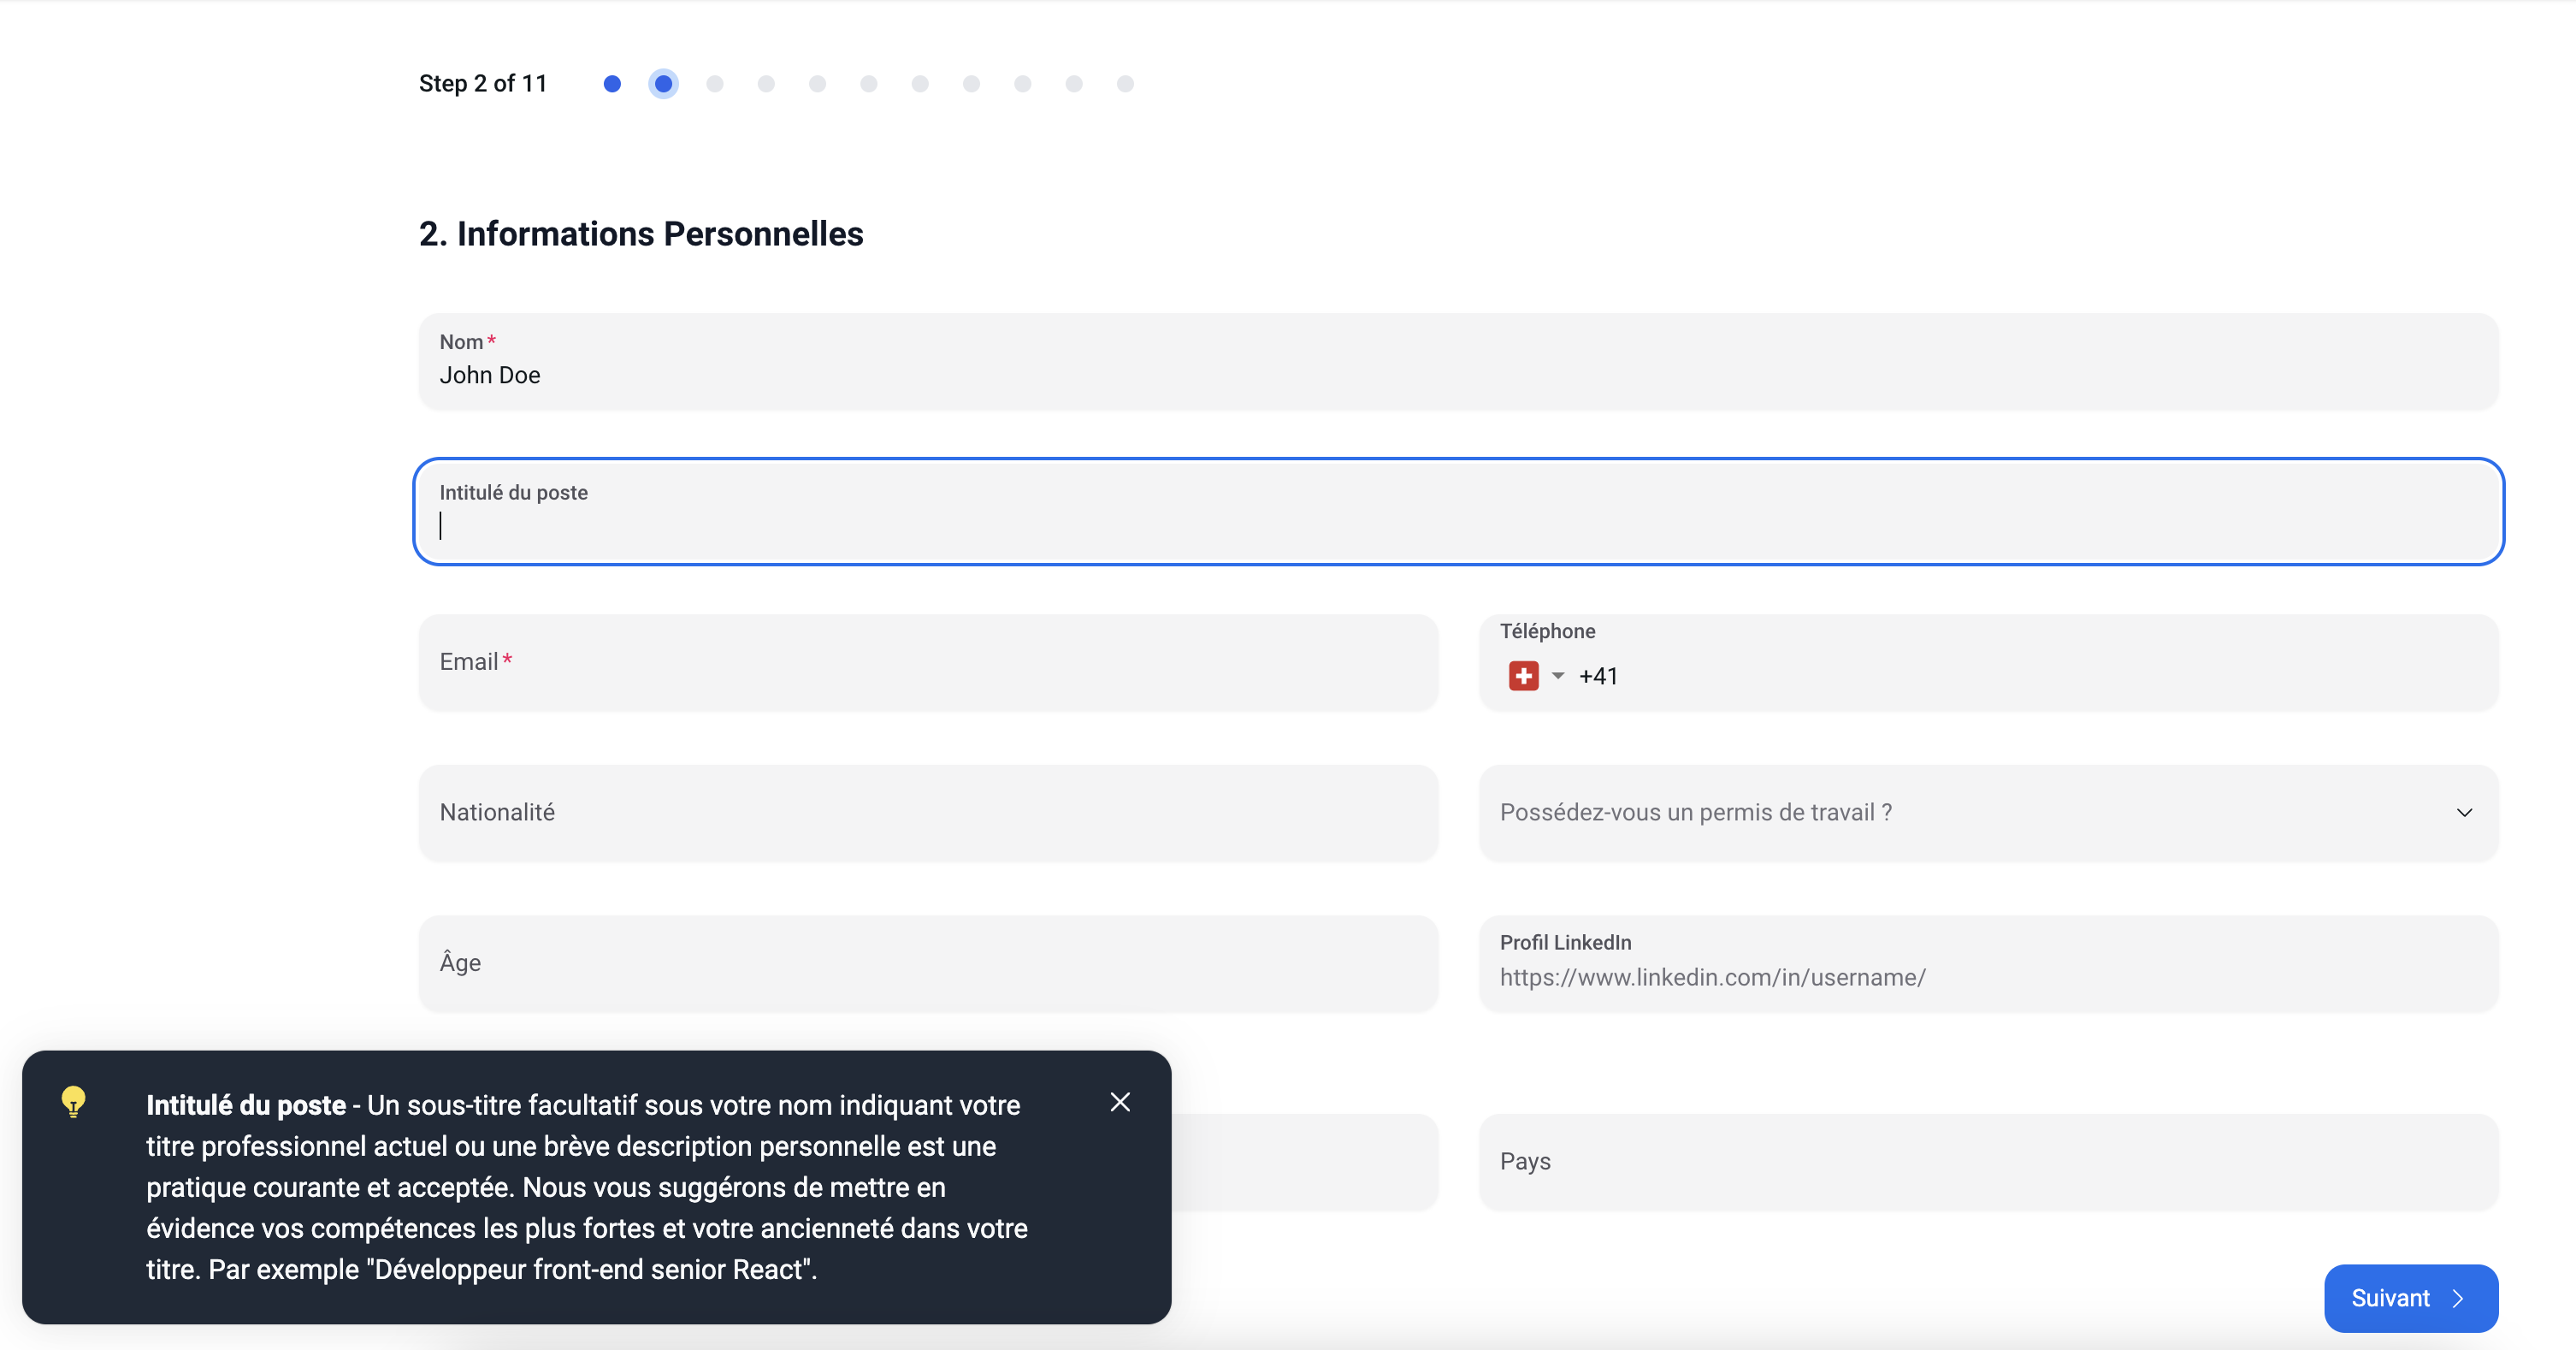 Step 2 of 11
2. Informations Personnelles
Nom*
John Doe
Intitulé du poste
Email*
Téléphone
+41
Nationalité
Possédez-vous un permis de travail ?
Âge
Profil LinkedIn
https://www.linkedin.com/in/username/
Pays
Intitulé du poste - Un sous-titre facultatif sous votre nom indiquant votre
titre professionnel actuel ou une brève description personnelle est une
pratique courante et acceptée. Nous vous suggérons de mettre en
évidence vos compétences les plus fortes et votre ancienneté dans votre
titre. Par exemple "Développeur front-end senior React".
Suivant